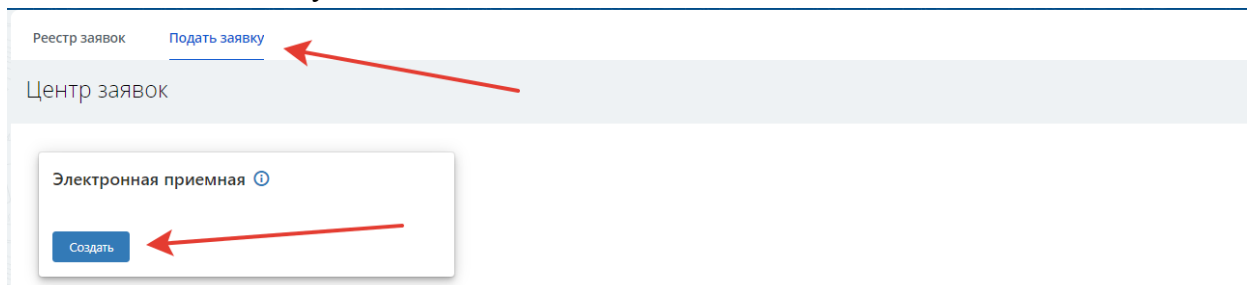 Реестр заявок Подать заявку
Центр заявок
Электронная приемная
Создать